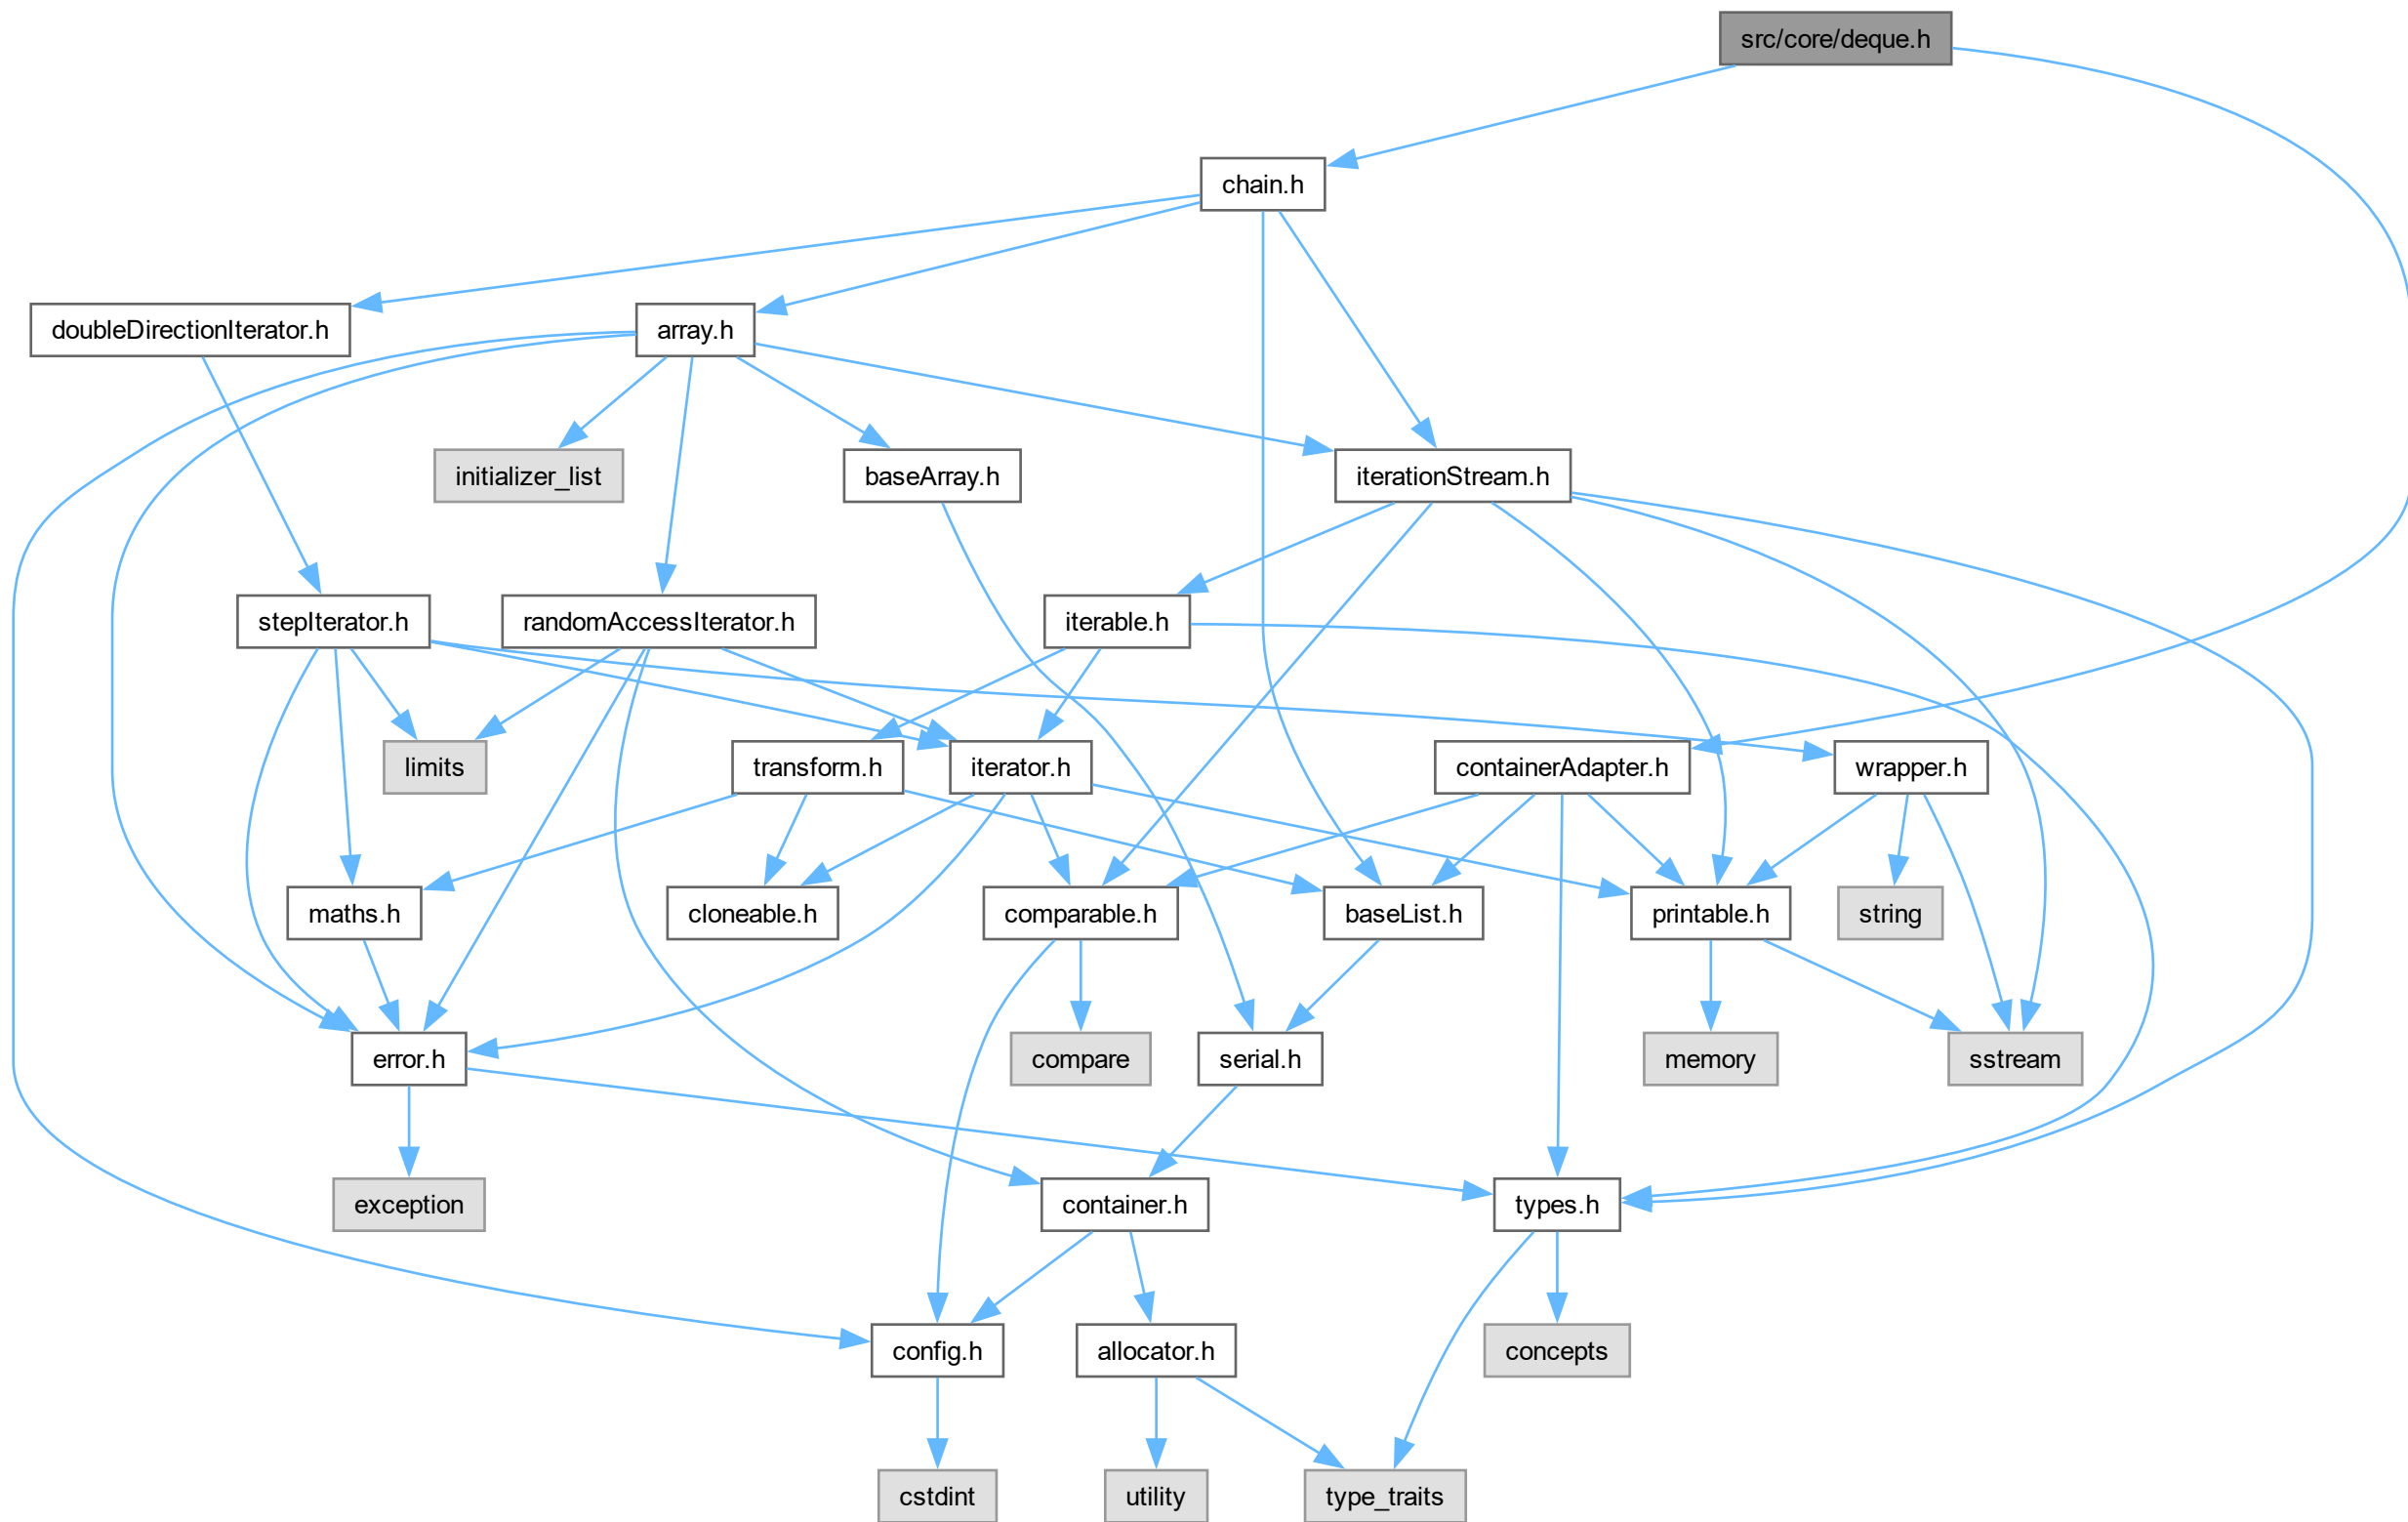 src/core/deque.h
chain.h
doubleDirectionIterator.h
array.h
initializer_list
baseArray.h
iterationStream.h
stepIterator.h
randomAccessIterator.h
iterable.h
limits
transform.h
iterator.h
containerAdapter.h
wrapper.h
maths.h
cloneable.h
comparable.h
baseList.h
printable.h
string
error.h
compare
serial.h
memory
sstream
exception
container.h
types.h
config.h
allocator.h
concepts
cstdint
utility
type_traits